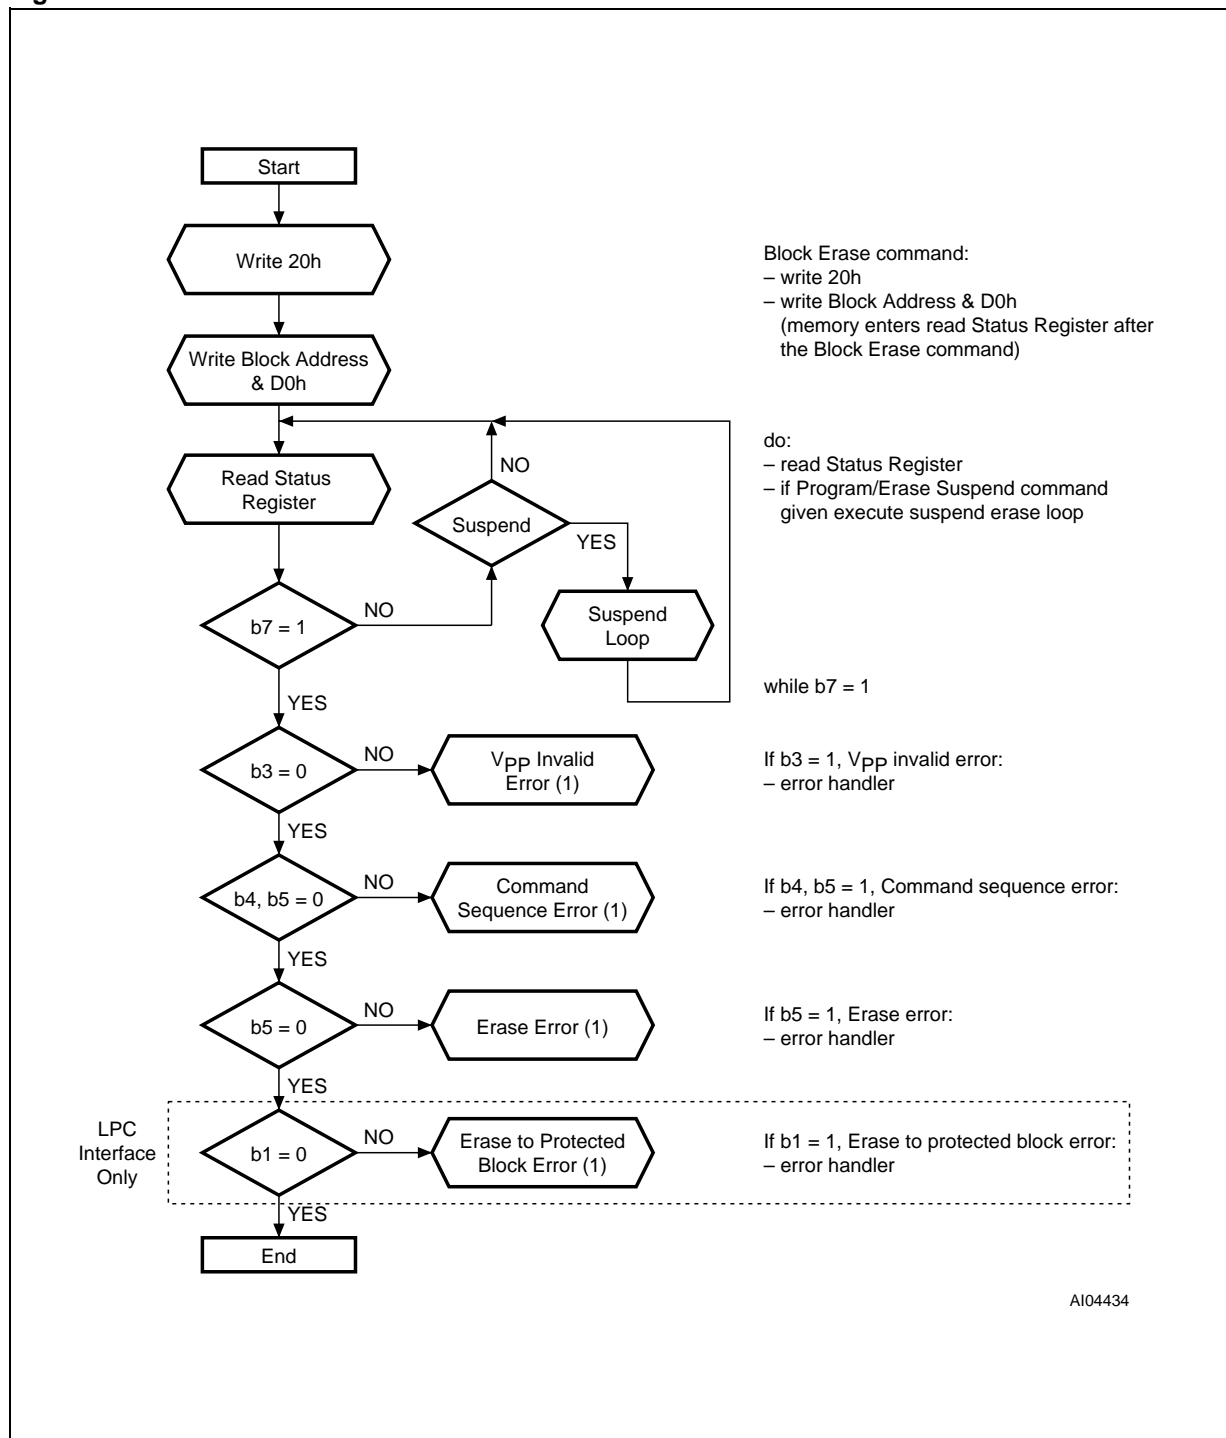 Start
Write 20h
Block Erase command:
– write 20h
– write Block Address & D0h
(memory enters read Status Register after
the Block Erase command)
Write Block Address
& D0h
do:
– read Status Register
– if Program/Erase Suspend command
given execute suspend erase loop
NO
Read Status
Register
Suspend
YES
NO
b7 = 1
Suspend
Loop
while b7 = 1
YES
NO
b3 = 0
VPP Invalid
Error (1)
If b3 = 1, VPP invalid error:
– error handler
YES
NO
b4, b5 = 0
Command
Sequence Error (1)
If b4, b5 = 1, Command sequence error:
– error handler
YES
NO
b5 = 0
Erase Error (1)
If b5 = 1, Erase error:
– error handler
YES
LPC
Interface
Only
NO
b1 = 0
Erase to Protected
Block Error (1)
If b1 = 1, Erase to protected block error:
– error handler
YES
End
AI04434